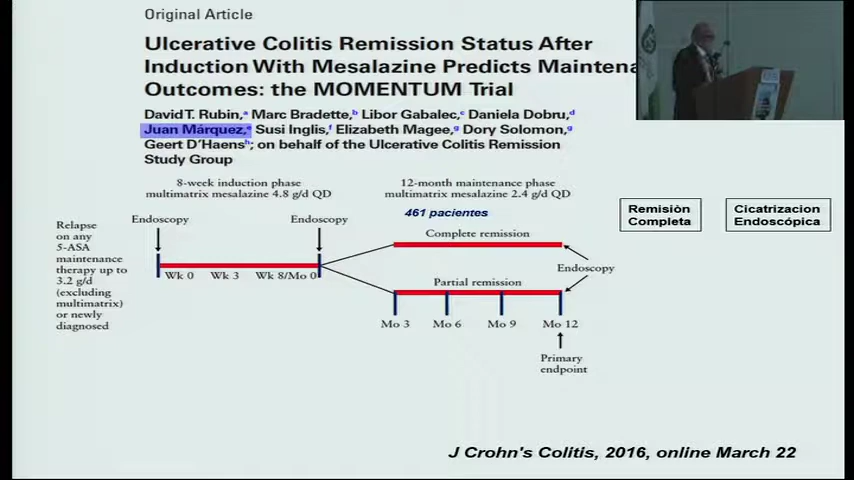 Original Article
Ulcerative Colitis Remission Status After
Induction With Mesalazine Predicts Maintena
Outcomes: the MOMENTUM Trial
David T. Rubin,a Marc Bradette,b Libor Gabalec,c Daniela Dobru,d
Juan Márquez,e Susi Inglis,f Elizabeth Magee,g Dory Solomon,g
Geert D'Haensh; on behalf of the Ulcerative Colitis Remission
Study Group
8-week induction phase
multimatrix mesalazine 4.8 g/d QD
12-month maintenance phase
multimatrix mesalazine 2.4 g/d QD
461 pacientes
Remisiòn
Completa
Cicatrizacion
Endoscópica
Relapse
on any
5-ASA
maintenance
therapy up to
3.2 g/d
(excluding
multimatrix)
or newly
diagnosed
Endoscopy
Endoscopy
Wk 0 Wk 3 Wk 8/Mo 0
Complete remission
Endoscopy
Partial remission
Mo 3 Mo 6 Mo 9 Mo 12
Primary
endpoint
J Crohn's Colitis, 2016, online March 22